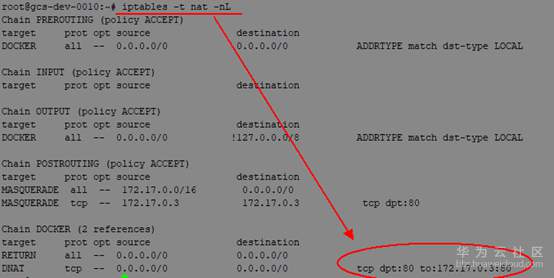 root@gcs-dev-0010:~# iptables -t nat -nL
Chain PREROUTING (policy ACCEPT)
target prot opt source destination
DOCKER all -- 0.0.0.0/0 0.0.0.0/0 ADDRTYPE match dst-type LOCAL
Chain INPUT (policy ACCEPT)
target prot opt source destination
Chain OUTPUT (policy ACCEPT)
target prot opt source destination
DOCKER all -- 0.0.0.0/0 !127.0.0.0/8 ADDRTYPE match dst-type LOCAL
Chain POSTROUTING (policy ACCEPT)
target prot opt source destination
MASQUERADE all -- 172.17.0.0/16 0.0.0.0/0
MASQUERADE tcp -- 172.17.0.3 172.17.0.3 tcp dpt:80
Chain DOCKER (2 references)
target prot opt source destination
RETURN all -- 0.0.0.0/0 0.0.0.0/0
DNAT tcp -- 0.0.0.0/0 0.0.0.0/0 tcp dpt:80 to:172.17.0.3:80
华为云社区